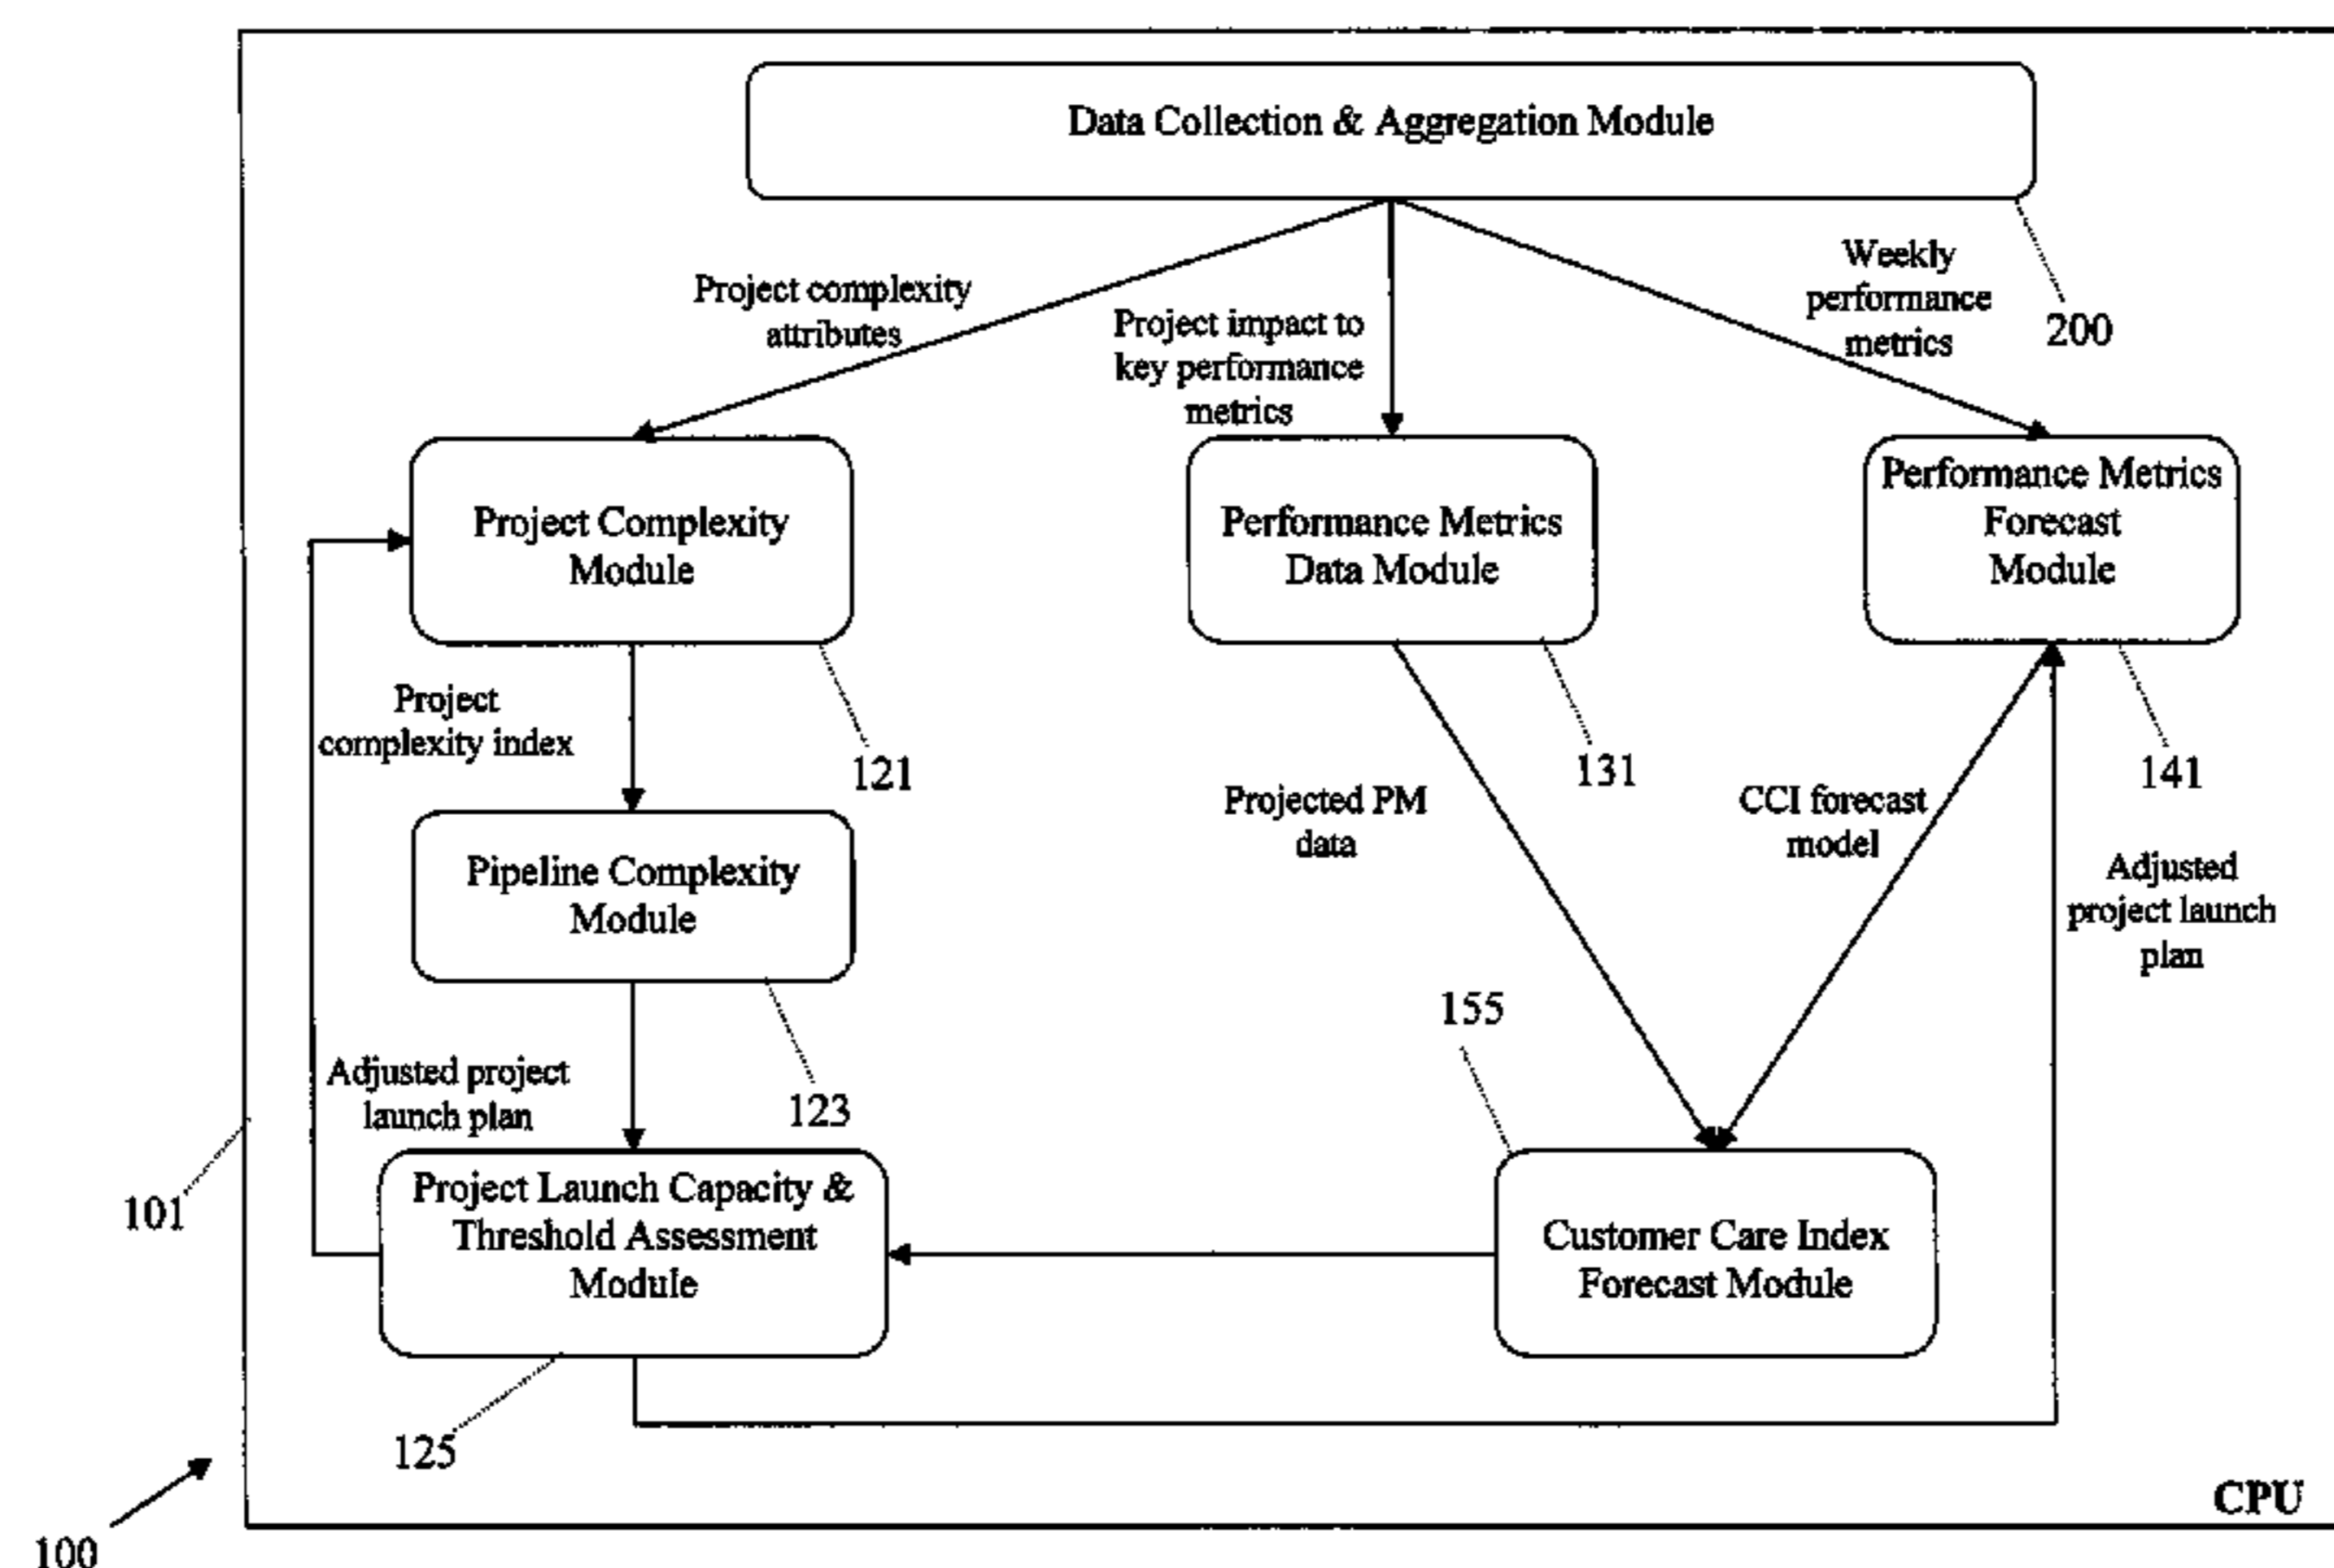 Data Collection & Aggregation Module
Project complexity
attributes
Project impact to
key performance
metrics
Weekly
performance
metrics
200
Project Complexity
Module
Performance Metrics
Data Module
Performance Metrics
Forecast
Module
Project
complexity index
121
131
141
Projected PM
data
CCI forecast
model
Adjusted
project launch
plan
Pipeline Complexity
Module
155
Adjusted project
launch plan
123
101
Project Launch Capacity &
Threshold Assessment
Module
Customer Care Index
Forecast Module
125
100
CPU